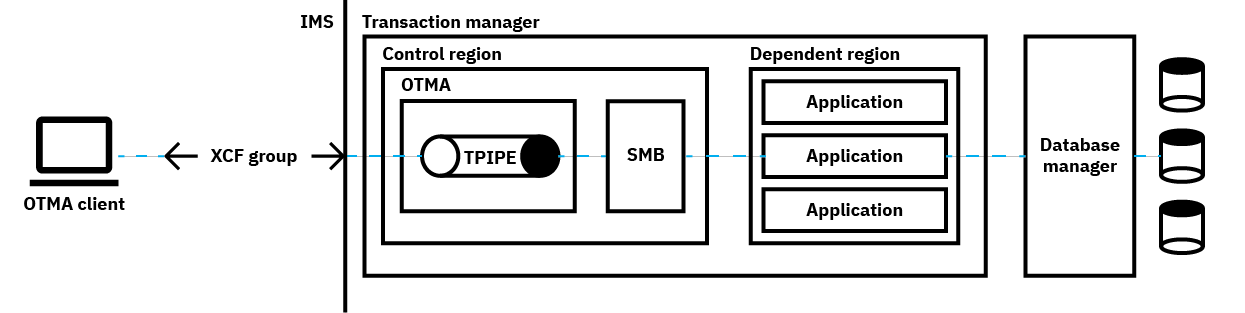 IMS
Transaction manager
Control region
Dependent region
OTMA
Application
TPIPE
SMB
Application
Application
XCF group
OTMA client
Database
manager